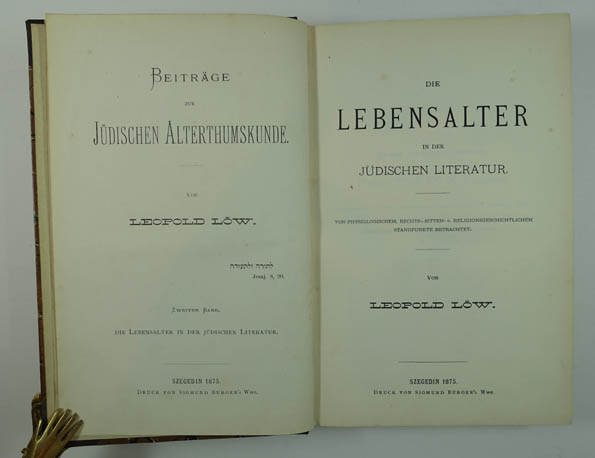 BEITRÄGE
ZUR
JÜDISCHEN ALTERTHUMSKUNDE.
VON
LEOPOLD LÖW.
לתורה ולתעודה
Jesaj. 8, 20.
ZWEITER BAND.
DIE LEBENSALTER IN DER JÜDISCHEN LITERATUR.
SZEGEDIN 1875.
DRUCK VON SIGMUND BURGER'S WWE.
DIE
LEBENSALTER
IN DER
JÜDISCHEN LITERATUR.
VON PHYSIOLOGISCHEM, RECHTS-, SITTEN- U. RELIGIONSGESCHICHTLICHEM
STANDPUNKTE BETRACHTET.
VON
LEOPOLD LÖW.
SZEGEDIN 1875.
DRUCK VON SIGMUND BURGER'S WWE.